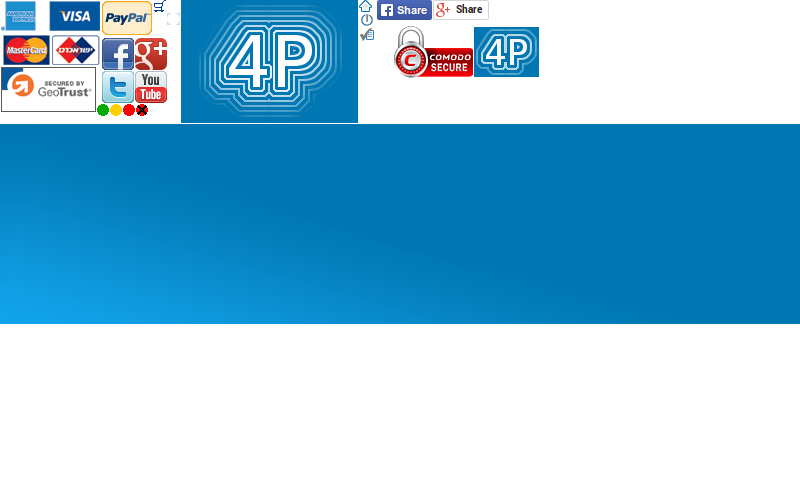 AMERICAN EXPRESS
VISA
PayPal
MasterCard
ישראכרט
SECURED BY
GeoTrust
f
g+
t
You
Tube
4P
Share
g+ Share
C
COMODO
SECURE
4P